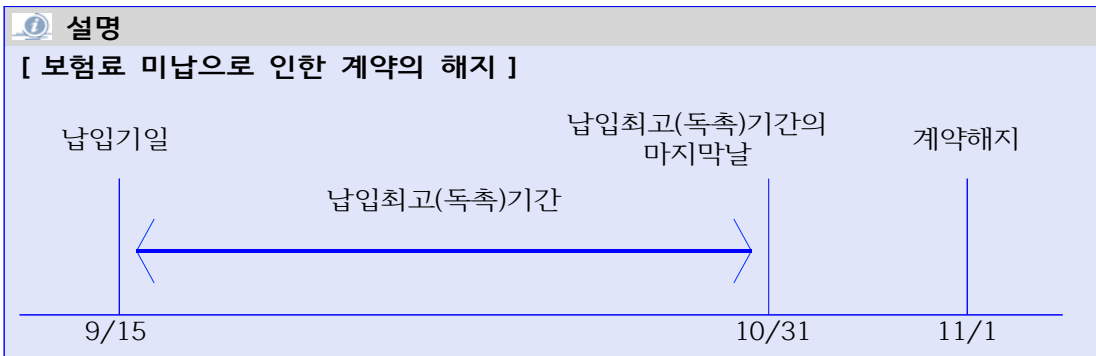 설명
[ 보험료 미납으로 인한 계약의 해지 ]
납입기일
납입최고(독촉)기간의
마지막날
계약해지
납입최고(독촉)기간
9/15
10/31
11/1